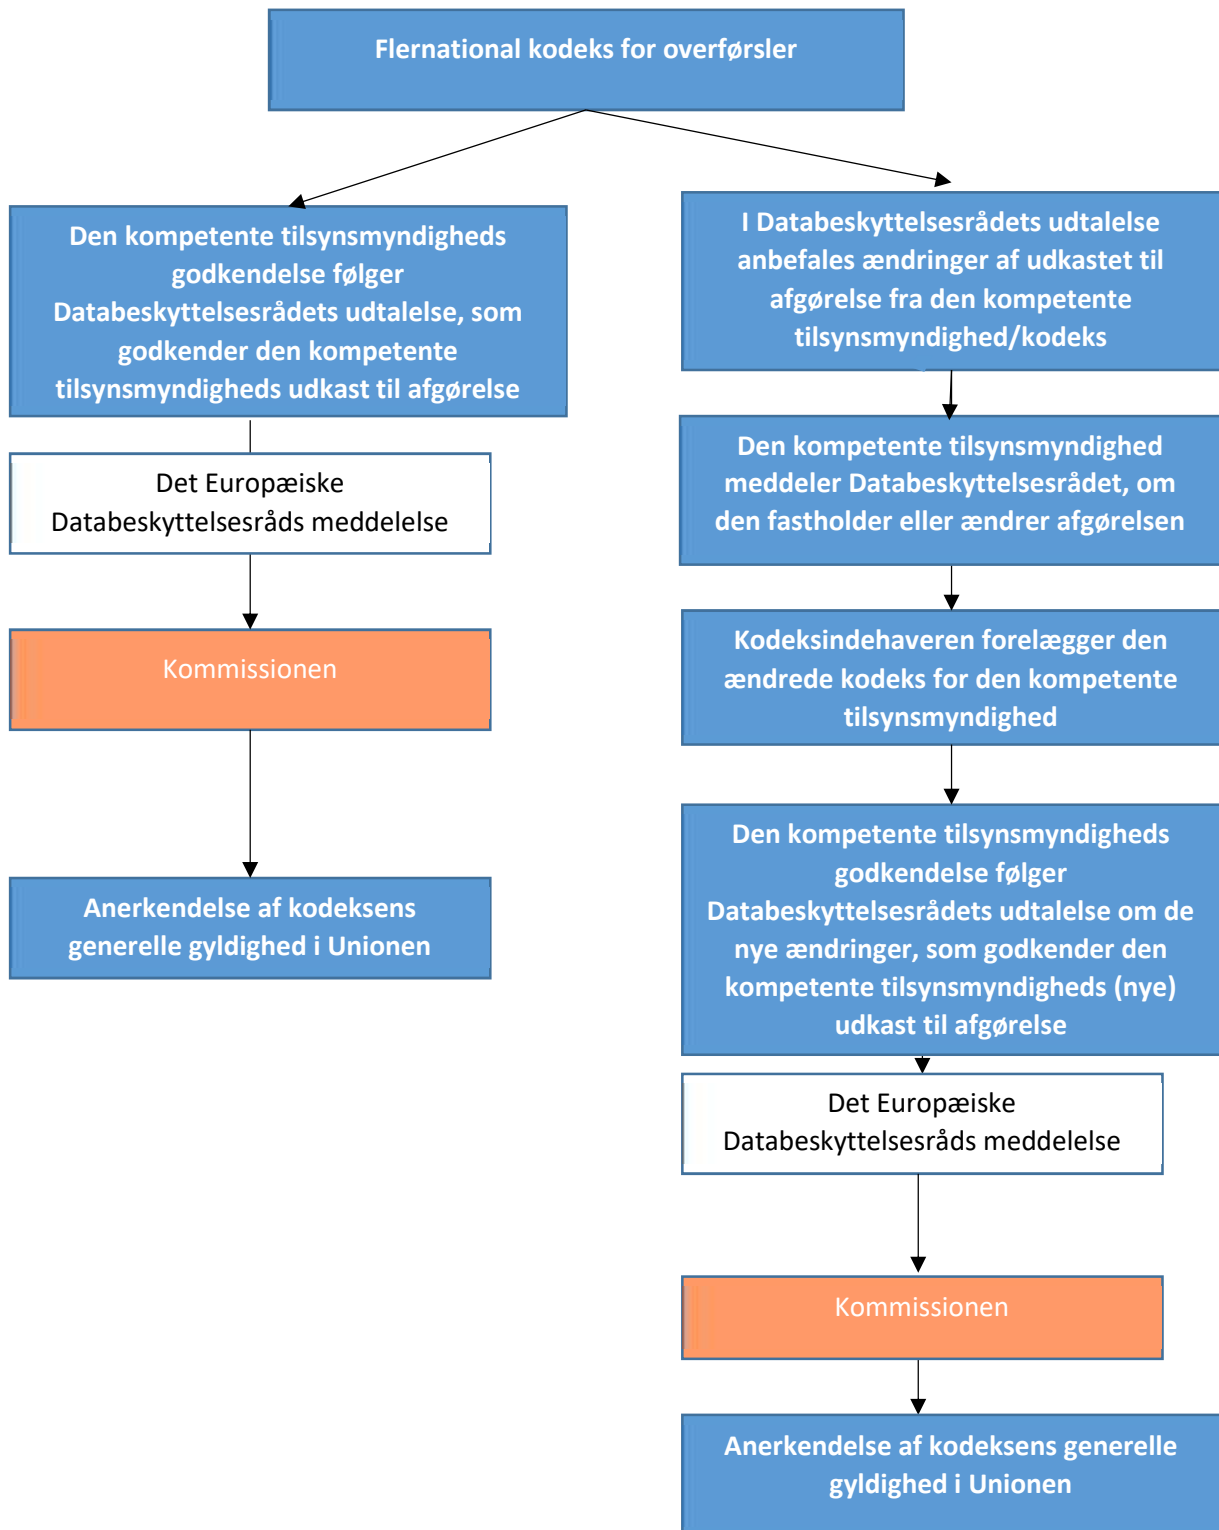 Flernational kodeks for overførsler
Den kompetente tilsynsmyndigheds
godkendelse følger
Databeskyttelsesrådets udtalelse, som
godkender den kompetente
tilsynsmyndigheds udkast til afgørelse
Det Europæiske
Databeskyttelsesråds meddelelse
Kommissionen
Anerkendelse af kodeksens
generelle gyldighed i Unionen
I Databeskyttelsesrådets udtalelse
anbefales ændringer af udkastet til
afgørelse fra den kompetente
tilsynsmyndighed/kodeks
Den kompetente tilsynsmyndighed
meddeler Databeskyttelsesrådet, om
den fastholder eller ændrer afgørelsen
Kodeksindehaveren forelægger den
ændrede kodeks for den kompetente
tilsynsmyndighed
Den kompetente tilsynsmyndigheds
godkendelse følger
Databeskyttelsesrådets udtalelse om de
nye ændringer, som godkender den
kompetente tilsynsmyndigheds (nye)
udkast til afgørelse
Det Europæiske
Databeskyttelsesråds meddelelse
Kommissionen
Anerkendelse af kodeksens generelle
gyldighed i Unionen